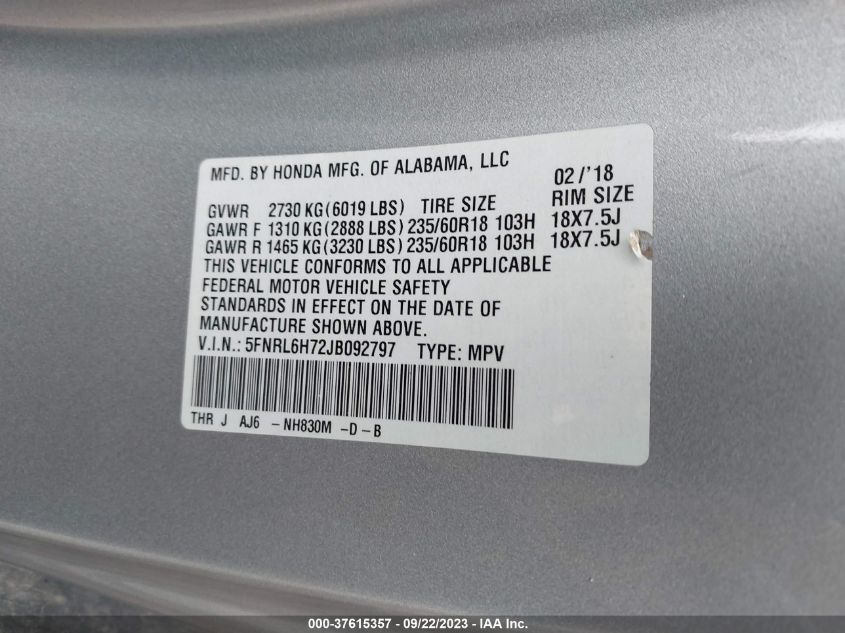 MFD. BY HONDA MFG. OF ALABAMA, LLC 02/'18
GVWR 2730 KG(6019 LBS) TIRE SIZE RIM SIZE
GAWR F 1310 KG(2888 LBS) 235/60R18 103H 18X7.5J
GAWR R 1465 KG(3230 LBS) 235/60R18 103H 18X7.5J
THIS VEHICLE CONFORMS TO ALL APPLICABLE
FEDERAL MOTOR VEHICLE SAFETY
STANDARDS IN EFFECT ON THE DATE OF
MANUFACTURE SHOWN ABOVE.
V.I.N.: 5FNRL6H72JB092797 TYPE: MPV
THR J AJ6 -NH830M -D-B
000-37615357 - 09/22/2023 - IAA Inc.